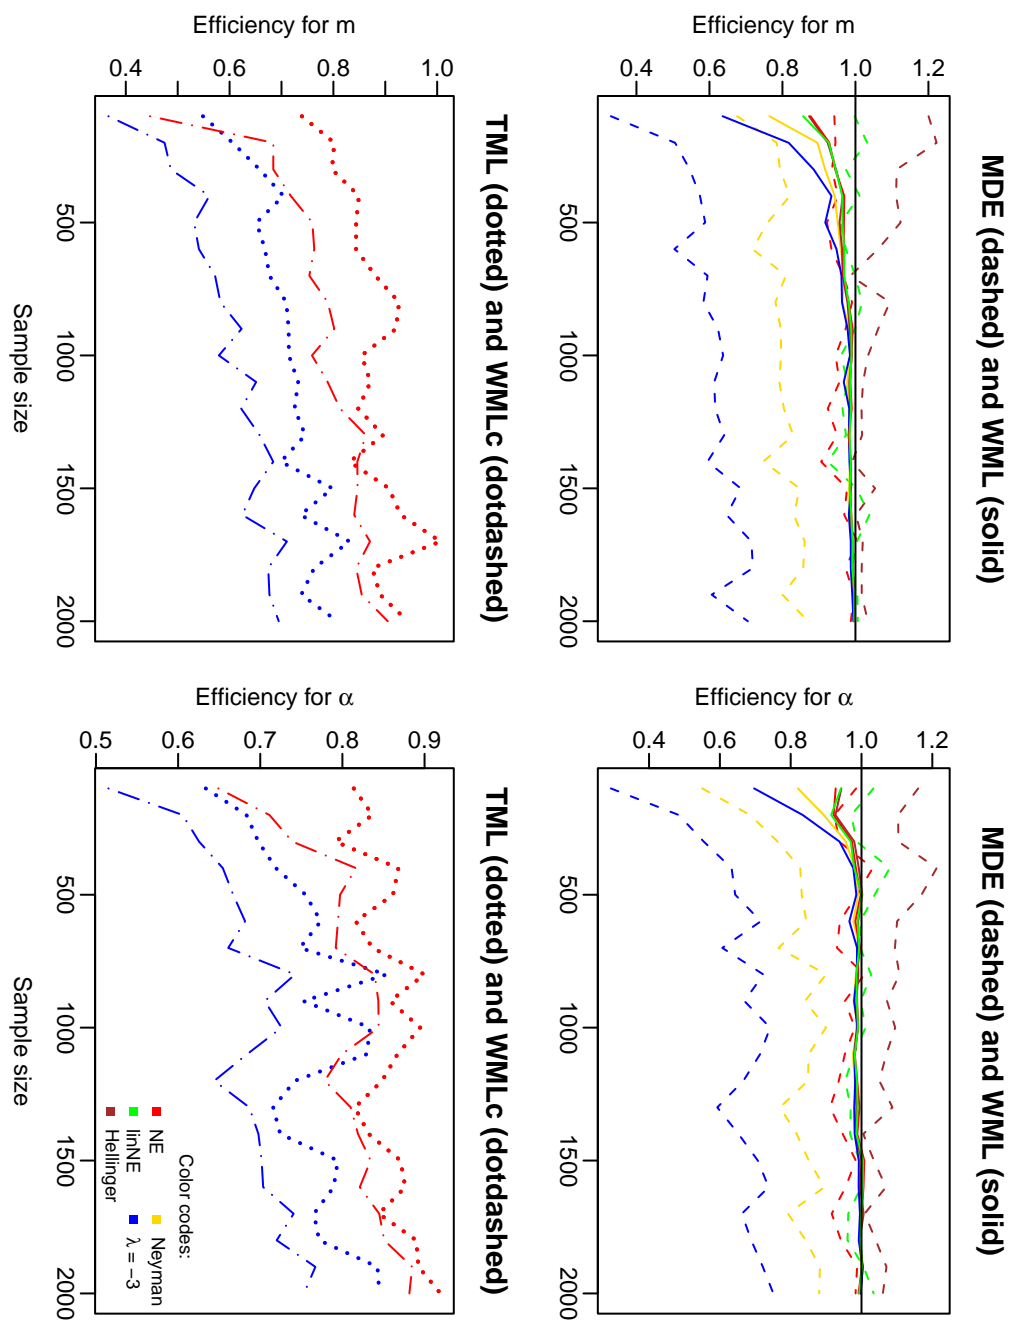 MDE (dashed) and WML (solid)
Efficiency for m
0.4 0.6 0.8 1.0 1.2
500 1000 1500 2000
MDE (dashed) and WML (solid)
Efficiency for α
0.4 0.6 0.8 1.0 1.2
500 1000 1500 2000
TML (dotted) and WMLc (dotdashed)
Efficiency for m
0.4 0.6 0.8 1.0
500 1000 1500 2000
Sample size
TML (dotted) and WMLc (dotdashed)
Efficiency for α
0.5 0.6 0.7 0.8 0.9
500 1000 1500 2000
Sample size
Color codes:
NE Neyman
linNE λ = −3
Hellinger